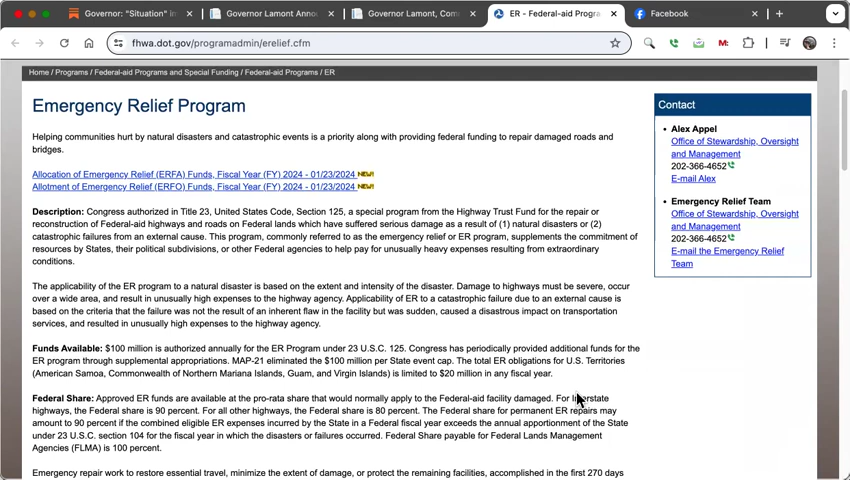 Governor: "Situation" i
Governor Lamont Anno
Governor Lamont, Com
ER - Federal-aid Progra
Facebook
fhwa.dot.gov/programadmin/erelief.cfm
Home / Programs / Federal-aid Programs and Special Funding / Federal-aid Programs / ER
Emergency Relief Program
Helping communities hurt by natural disasters and catastrophic events is a priority along with providing federal funding to repair damaged roads and
bridges.
Allocation of Emergency Relief (ERFA) Funds, Fiscal Year (FY) 2024 - 01/23/2024 NEW!
Allotment of Emergency Relief (ERFO) Funds, Fiscal Year (FY) 2024 - 01/23/2024 NEW!
Description: Congress authorized in Title 23, United States Code, Section 125, a special program from the Highway Trust Fund for the repair or
reconstruction of Federal-aid highways and roads on Federal lands which have suffered serious damage as a result of (1) natural disasters or (2)
catastrophic failures from an external cause. This program, commonly referred to as the emergency relief or ER program, supplements the commitment of
resources by States, their political subdivisions, or other Federal agencies to help pay for unusually heavy expenses resulting from extraordinary
conditions.
The applicability of the ER program to a natural disaster is based on the extent and intensity of the disaster. Damage to highways must be severe, occur
over a wide area, and result in unusually high expenses to the highway agency. Applicability of ER to a catastrophic failure due to an external cause is
based on the criteria that the failure was not the result of an inherent flaw in the facility but was sudden, caused a disastrous impact on transportation
services, and resulted in unusually high expenses to the highway agency.
Funds Available: $100 million is authorized annually for the ER Program under 23 U.S.C. 125. Congress has periodically provided additional funds for the
ER program through supplemental appropriations. MAP-21 eliminated the $100 million per State event cap. The total ER obligations for U.S. Territories
(American Samoa, Commonwealth of Northern Mariana Islands, Guam, and Virgin Islands) is limited to $20 million in any fiscal year.
Federal Share: Approved ER funds are available at the pro-rata share that would normally apply to the Federal-aid facility damaged. For Interstate
highways, the Federal share is 90 percent. For all other highways, the Federal share is 80 percent. The Federal share for permanent ER repairs may
amount to 90 percent if the combined eligible ER expenses incurred by the State in a Federal fiscal year exceeds the annual apportionment of the State
under 23 U.S.C. section 104 for the fiscal year in which the disasters or failures occurred. Federal Share payable for Federal Lands Management
Agencies (FLMA) is 100 percent.
Emergency repair work to restore essential travel, minimize the extent of damage, or protect the remaining facilities, accomplished in the first 270 days
Contact
Alex Appel
Office of Stewardship, Oversight
and Management
202-366-4652
E-mail Alex
Emergency Relief Team
Office of Stewardship, Oversight
and Management
202-366-4652
E-mail the Emergency Relief
Team